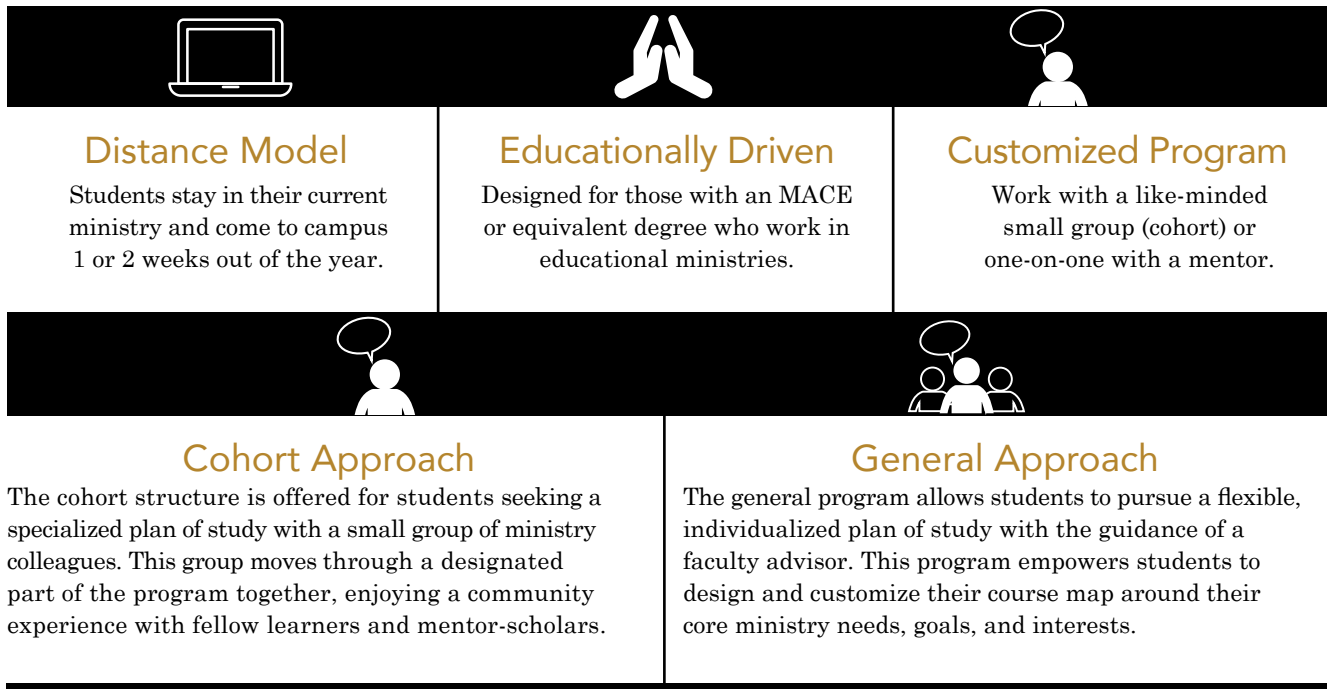 Distance Model
Students stay in their current
ministry and come to campus
1 or 2 weeks out of the year.
Educationally Driven
Designed for those with an MACE
or equivalent degree who work in
educational ministries.
Customized Program
Work with a like-minded
small group (cohort) or
one-on-one with a mentor.
Cohort Approach
The cohort structure is offered for students seeking a
specialized plan of study with a small group of ministry
colleagues. This group moves through a designated
part of the program together, enjoying a community
experience with fellow learners and mentor-scholars.
General Approach
The general program allows students to pursue a flexible,
individualized plan of study with the guidance of a
faculty advisor. This program empowers students to
design and customize their course map around their
core ministry needs, goals, and interests.